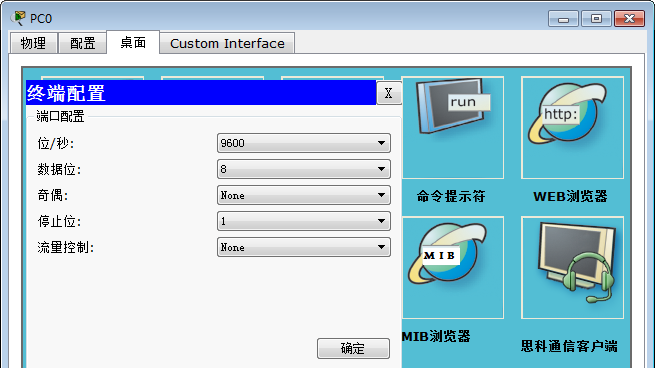 PC0
物理 配置 桌面 Custom Interface
终端配置 X
端口配置
位/秒: 9600
数据位: 8
奇偶: None
停止位: 1
流量控制: None
确定
run
http:
命令提示符 WEB浏览器
MIB
MIB浏览器 思科通信客户端